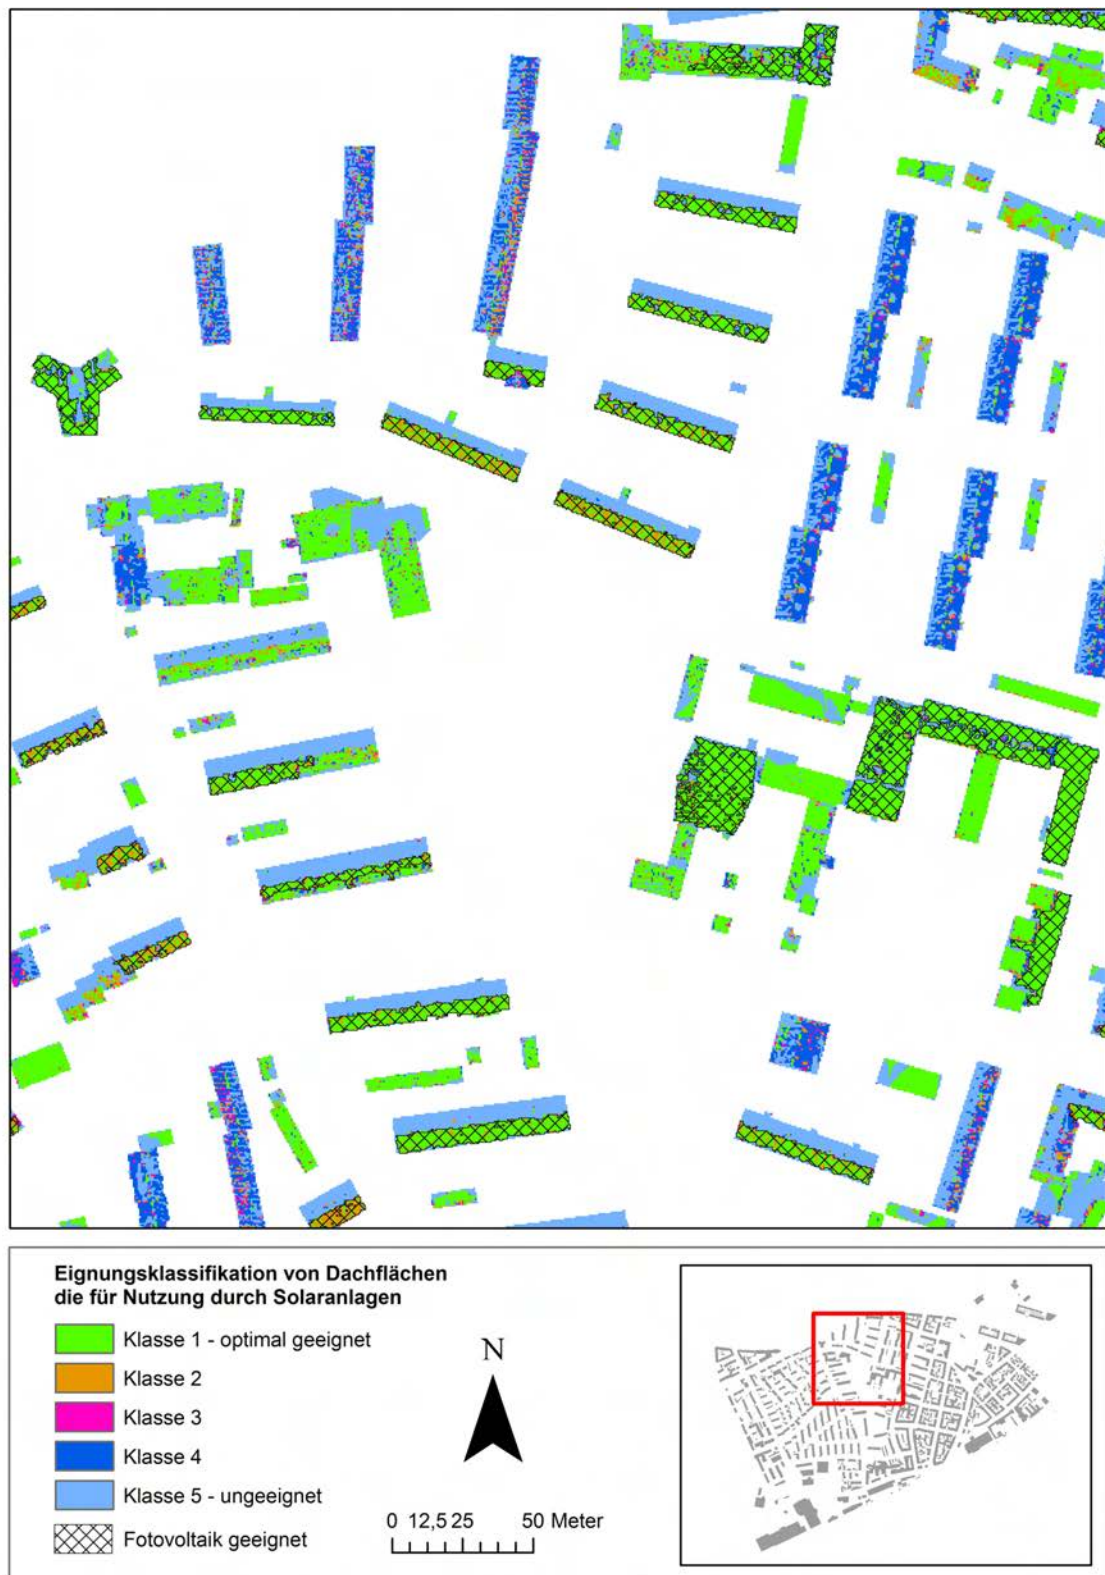 Eignungsklassifikation von Dachflächen
die für Nutzung durch Solaranlagen
Klasse 1 - optimal geeignet
Klasse 2
Klasse 3
Klasse 4
Klasse 5 - ungeeignet
Fotovoltaik geeignet
N
0 12,5 25 50 Meter